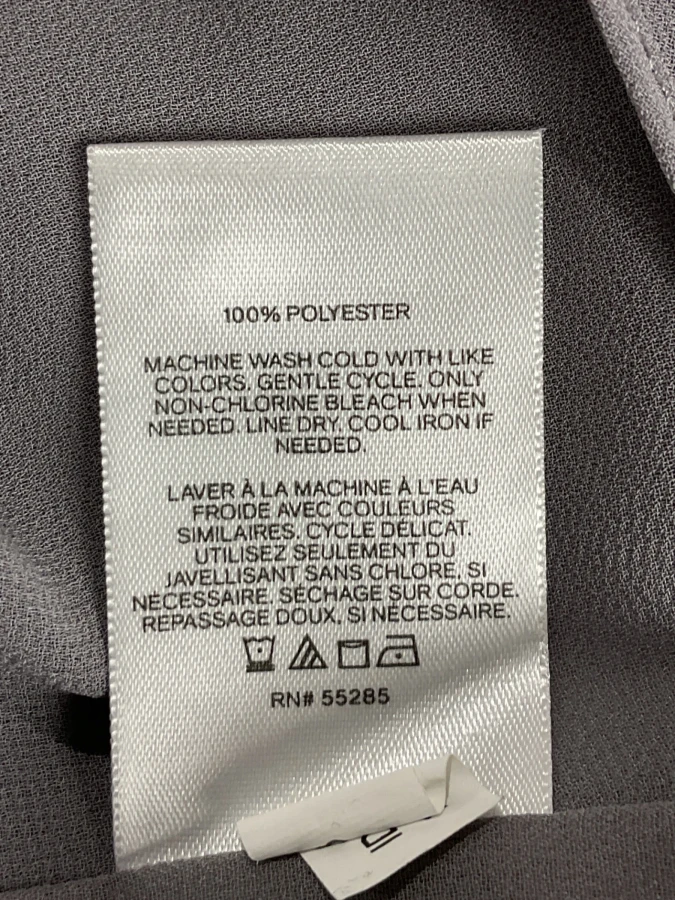 100% POLYESTER
MACHINE WASH COLD WITH LIKE
COLORS. GENTLE CYCLE. ONLY
NON-CHLORINE BLEACH WHEN
NEEDED. LINE DRY. COOL IRON IF
NEEDED.
LAVER À LA MACHINE À L'EAU
FROIDE AVEC COULEURS
SIMILAIRES. CYCLE DÉLICAT.
UTILISEZ SEULEMENT DU
JAVELLISANT SANS CHLORE, SI
NÉCESSAIRE. SÉCHAGE SUR CORDE.
REPASSAGE DOUX, SI NÉCESSAIRE.
RN# 55285